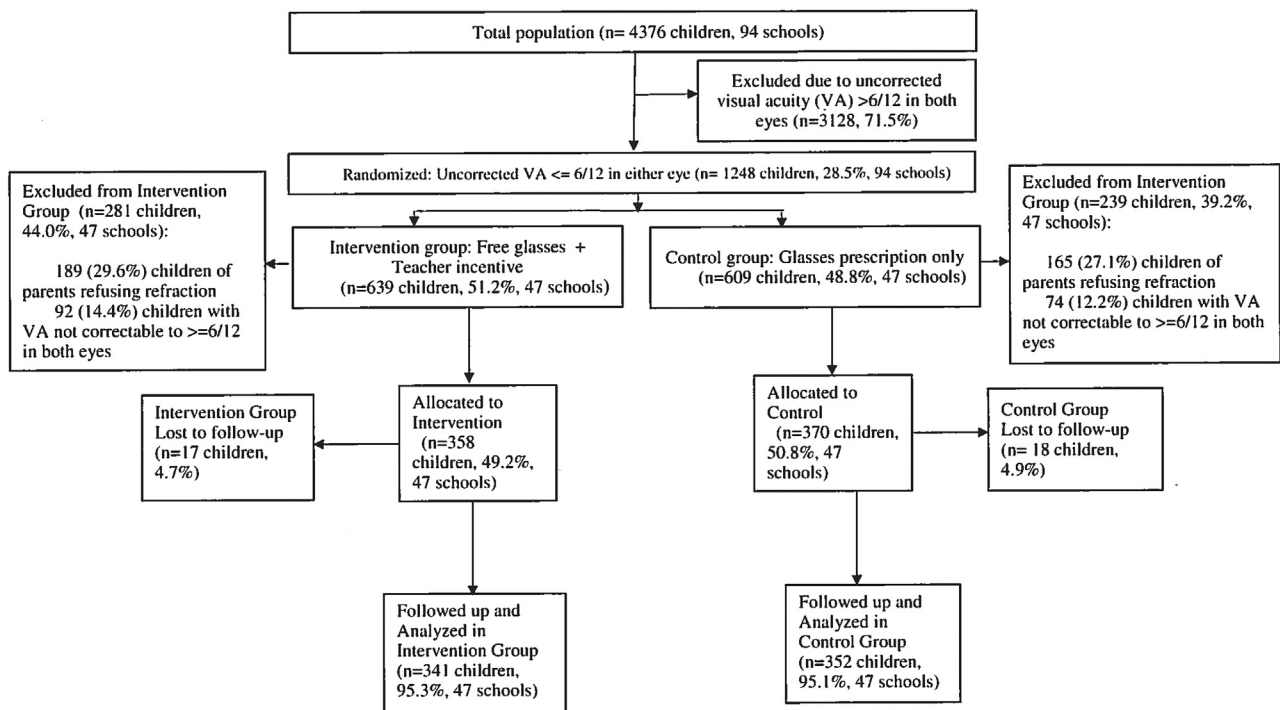 Total population (n= 4376 children, 94 schools)
Excluded due to uncorrected
visual acuity (VA) >6/12 in both
eyes (n=3128, 71.5%)
Randomized: Uncorrected VA <= 6/12 in either eye (n= 1248 children, 28.5%, 94 schools)
Excluded from Intervention
Group (n=281 children,
44.0%, 47 schools):
189 (29.6%) children of
parents refusing refraction
92 (14.4%) children with
VA not correctable to >=6/12
in both eyes
Intervention group: Free glasses +
Teacher incentive
(n=639 children, 51.2%, 47 schools)
Control group: Glasses prescription only
(n=609 children, 48.8%, 47 schools)
Excluded from Intervention
Group (n=239 children, 39.2%,
47 schools):
165 (27.1%) children of
parents refusing refraction
74 (12.2%) children with VA
not correctable to >=6/12 in both
eyes
Intervention Group
Lost to follow-up
(n=17 children,
4.7%)
Allocated to
Intervention
(n=358
children, 49.2%,
47 schools)
Allocated to
Control
(n=370 children,
50.8%, 47
schools)
Control Group
Lost to follow-up
(n= 18 children,
4.9%)
Followed up and
Analyzed in
Intervention Group
(n=341 children,
95.3%, 47 schools)
Followed up and
Analyzed in
Control Group
(n=352 children,
95.1%, 47 schools)